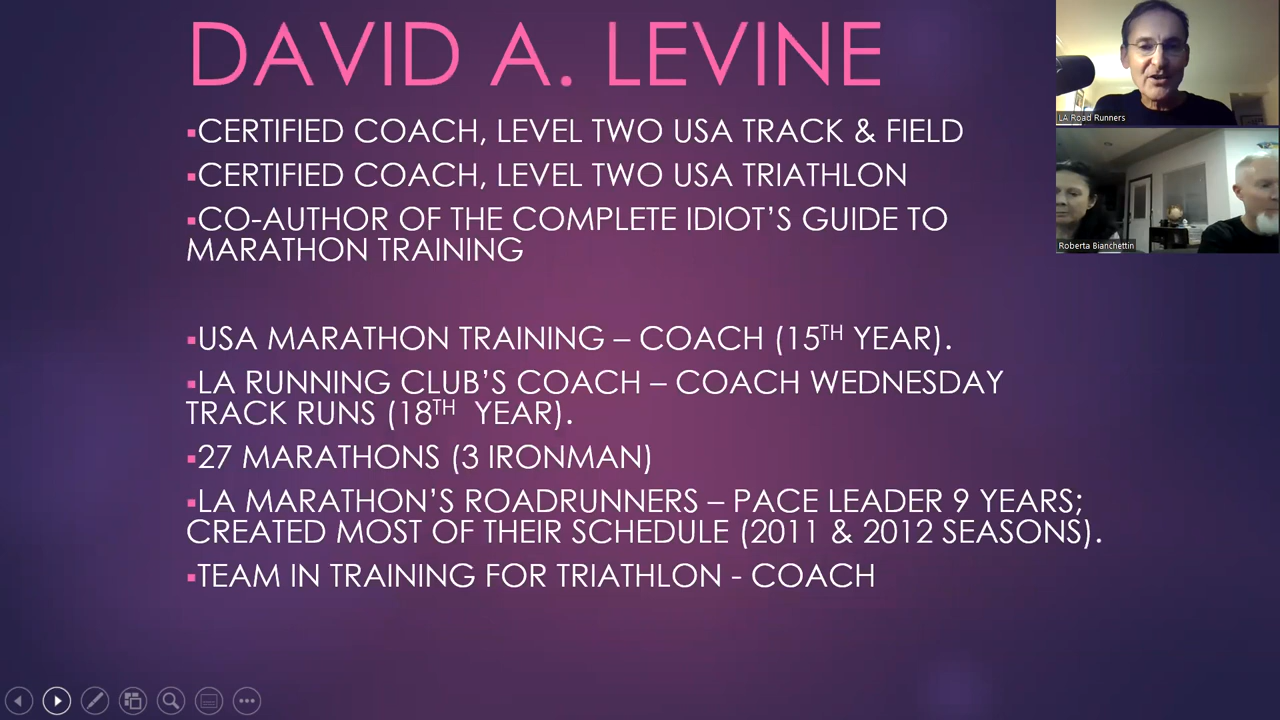 DAVID A. LEVINE
▪CERTIFIED COACH, LEVEL TWO USA TRACK & FIELD
▪CERTIFIED COACH, LEVEL TWO USA TRIATHLON
▪CO-AUTHOR OF THE COMPLETE IDIOT’S GUIDE TO
MARATHON TRAINING
▪USA MARATHON TRAINING – COACH (15TH YEAR).
▪LA RUNNING CLUB’S COACH – COACH WEDNESDAY
TRACK RUNS (18TH YEAR).
▪27 MARATHONS (3 IRONMAN)
▪LA MARATHON’S ROADRUNNERS – PACE LEADER 9 YEARS;
CREATED MOST OF THEIR SCHEDULE (2011 & 2012 SEASONS).
▪TEAM IN TRAINING FOR TRIATHLON - COACH
LA Road Runners
Roberta Bianchettin